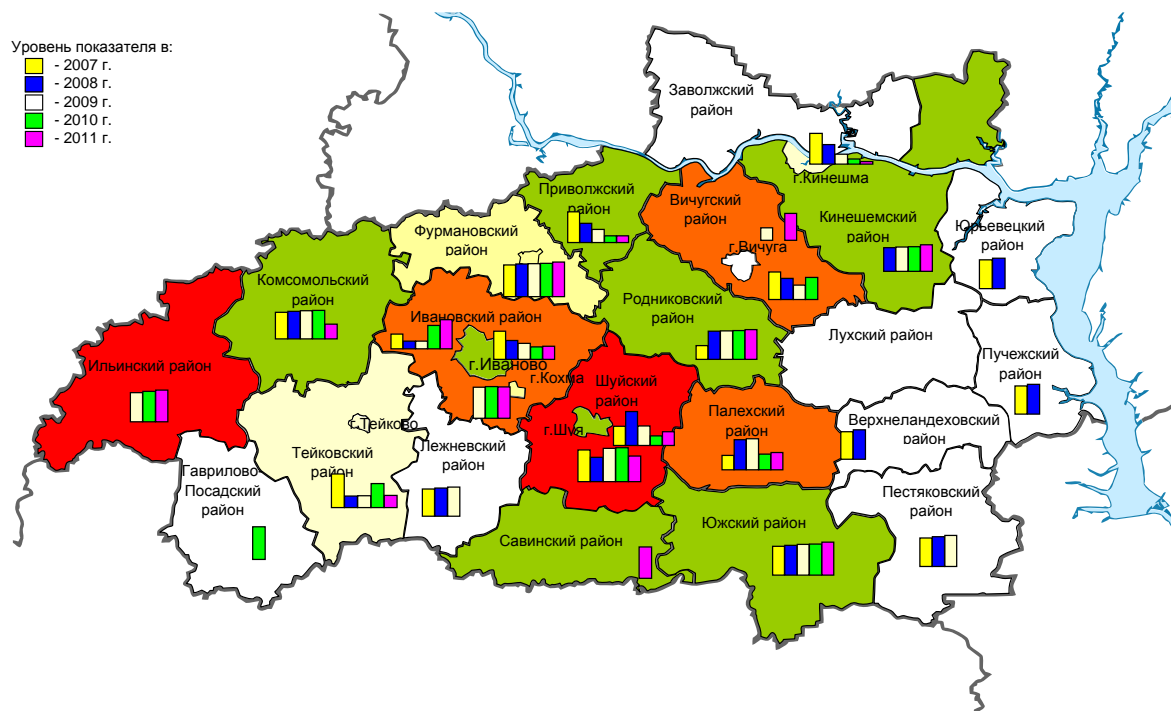 Уровень показателя в:
- 2007 г.
- 2008 г.
- 2009 г.
- 2010 г.
- 2011 г.
Заволжский
район
г.Кинешма
Приволжский
район
Вичугский
район
Кинешемский
район
Юрьевецкий
район
Фурмановский
район
г.Вичуга
Комсомольский
район
Родниковский
район
Ивановский район
Лухский район
Ильинский район
г.Иваново
г.Кохма
Шуйский
район
Пучежский
район
г.Тейково
г.Шуя
Палехский
район
Верхнеландеховский
район
Лежневский
район
Тейковский
район
Гаврилово
Посадский
район
Пестяковский
район
Южский район
Савинский район